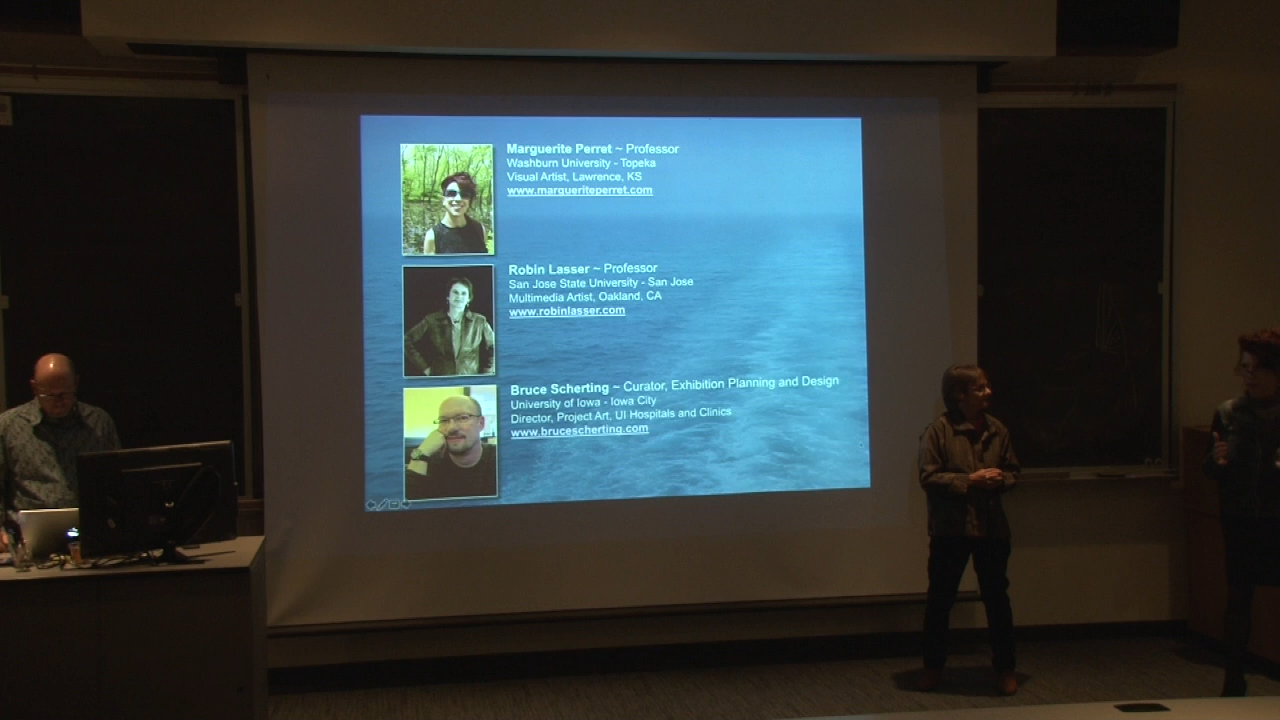 Marguerite Perret ~ Professor
Washburn University - Topeka
Visual Artist, Lawrence, KS
www.margueriteperret.com
Robin Lasser ~ Professor
San Jose State University - San Jose
Multimedia Artist, Oakland, CA
www.robinlasser.com
Bruce Scherting ~ Curator, Exhibition Planning and Design
University of Iowa - Iowa City
Director, Project Art, UI Hospitals and Clinics
www.brucescherting.com